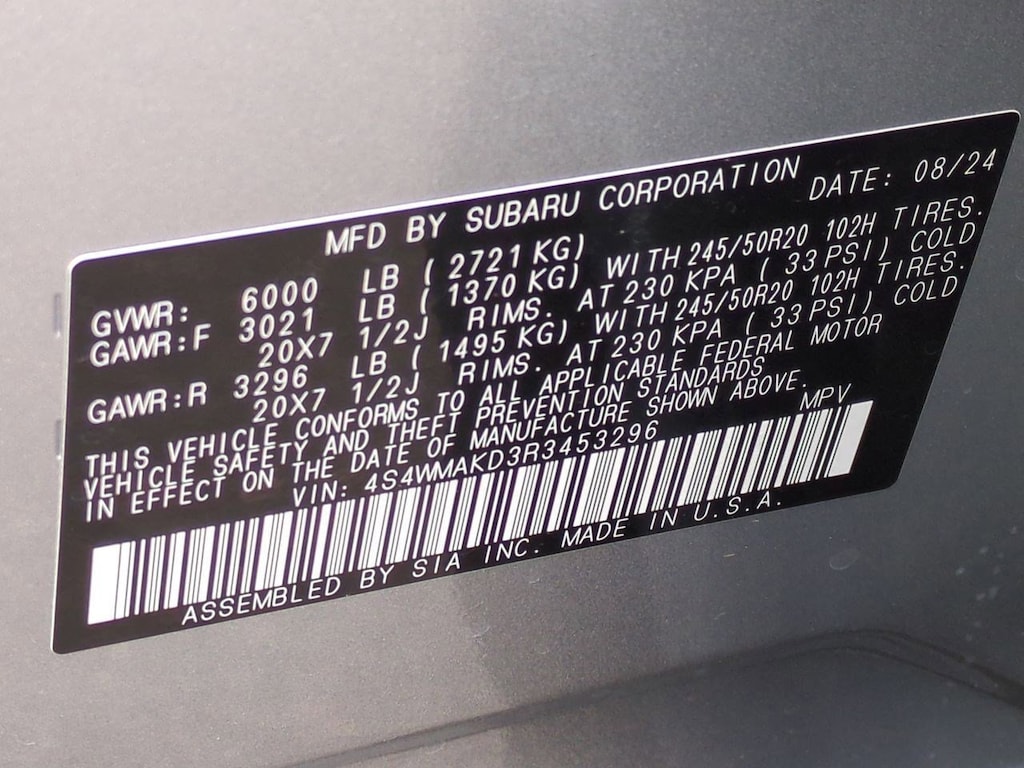 MFD BY SUBARU CORPORATION DATE: 08/24
GVWR: 6000 LB ( 2721 KG)
GAWR:F 3021 LB ( 1370 KG) WITH 245/50R20 102H TIRES.
20X7 1/2J RIMS. AT 230 KPA ( 33 PSI) COLD
GAWR:R 3296 LB ( 1495 KG) WITH 245/50R20 102H TIRES.
20X7 1/2J RIMS. AT 230 KPA ( 33 PSI) COLD
THIS VEHICLE CONFORMS TO ALL APPLICABLE FEDERAL MOTOR
VEHICLE SAFETY AND THEFT PREVENTION STANDARDS
IN EFFECT ON THE DATE OF MANUFACTURE SHOWN ABOVE.
VIN: 4S4WMAKD3R3453296 MPV
ASSEMBLED BY SIA INC. MADE IN U.S.A.